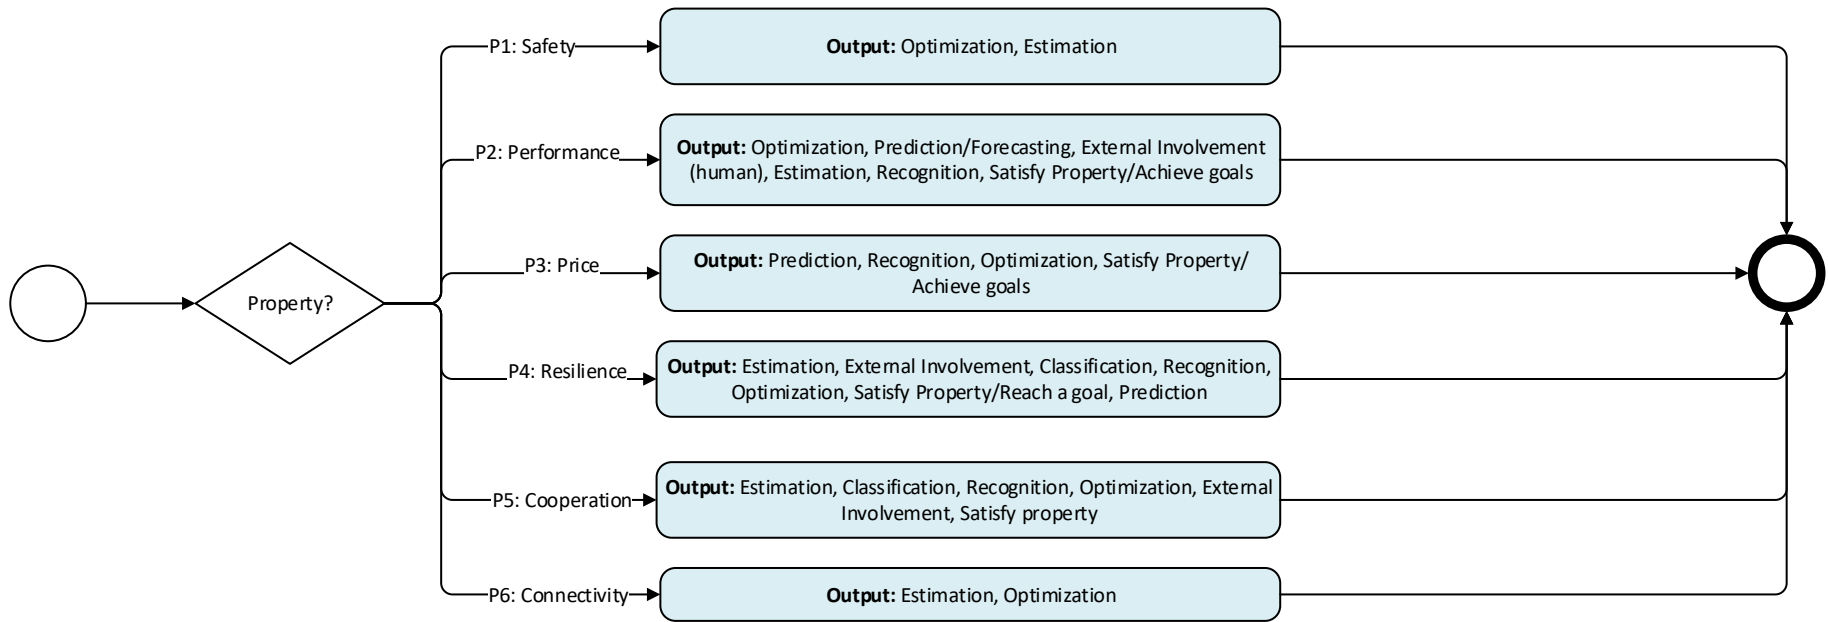 P1: Safety
Output: Optimization, Estimation
P2: Performance
Output: Optimization, Prediction/Forecasting, External Involvement
(human), Estimation, Recognition, Satisfy Property/Achieve goals
P3: Price
Output: Prediction, Recognition, Optimization, Satisfy Property/
Achieve goals
Property?
P4: Resilience
Output: Estimation, External Involvement, Classification, Recognition,
Optimization, Satisfy Property/Reach a goal, Prediction
P5: Cooperation
Output: Estimation, Classification, Recognition, Optimization, External
Involvement, Satisfy property
P6: Connectivity
Output: Estimation, Optimization